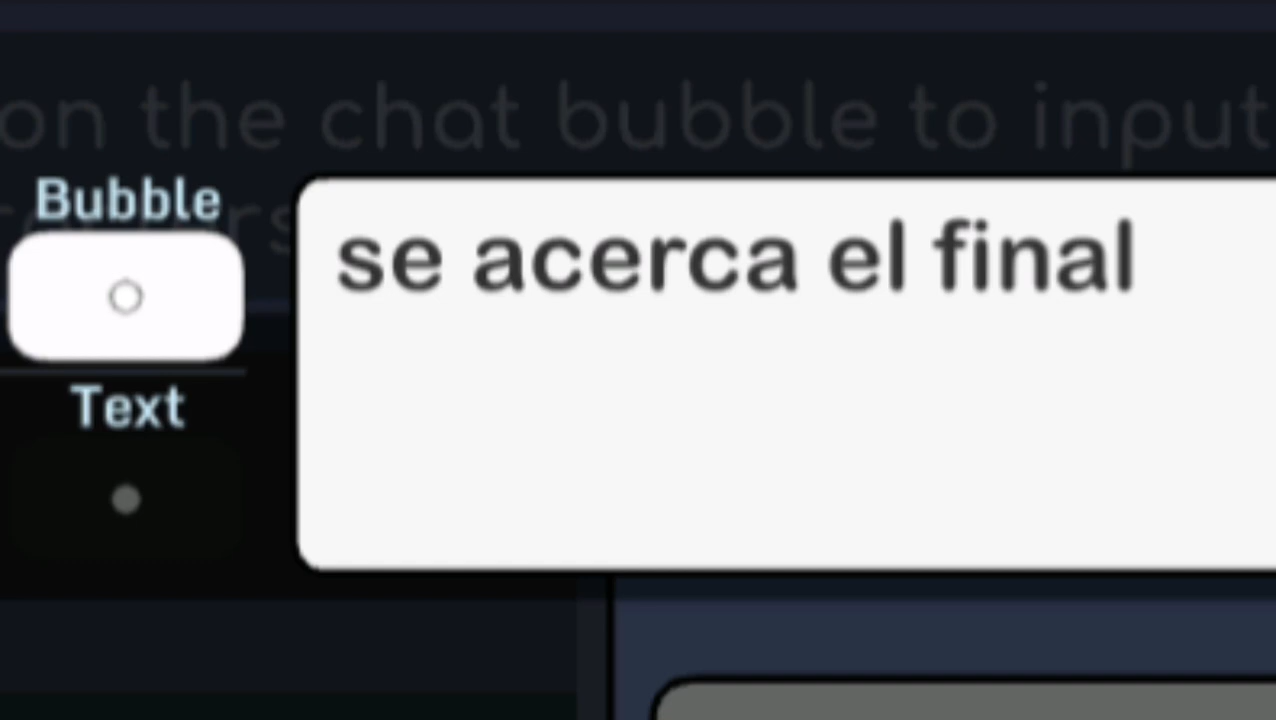 on the chat bubble to input
Bubble
se acerca el final
Text